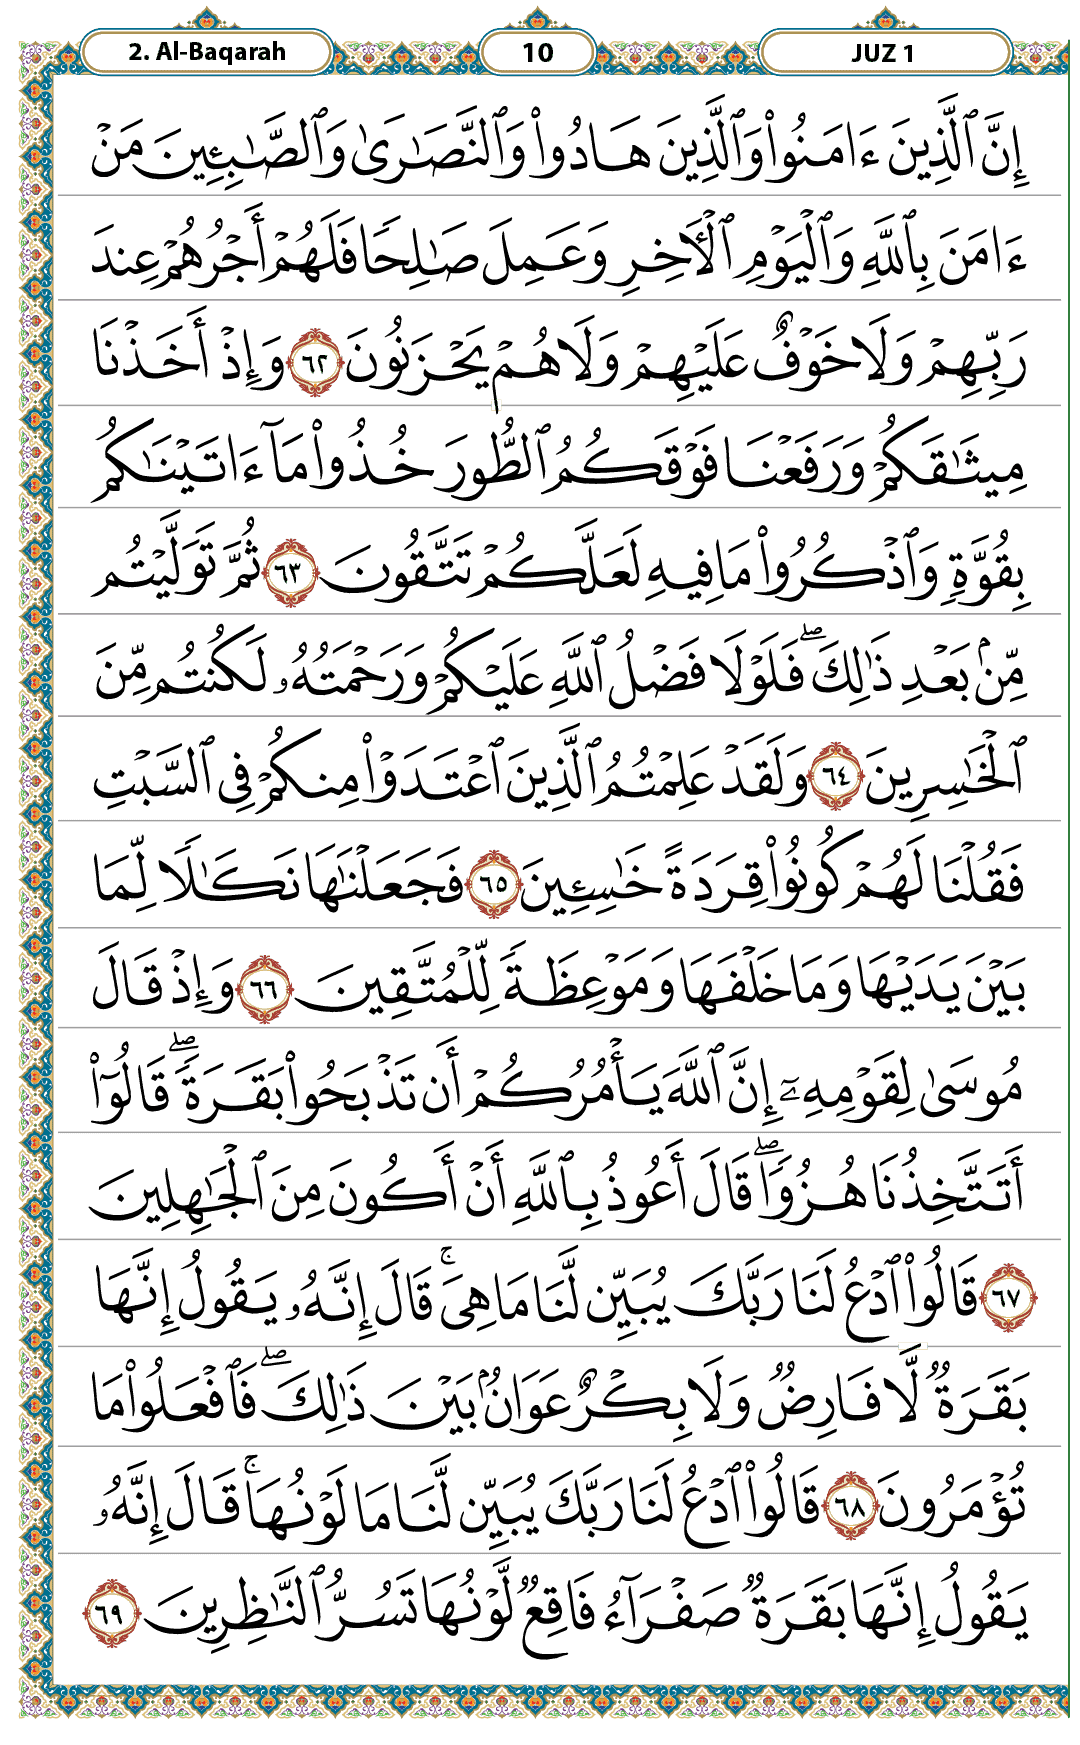 2. Al-Baqarah 10 JUZ 1
إِنَّ ٱلَّذِينَ ءَامَنُوا۟ وَٱلَّذِينَ هَادُوا۟ وَٱلنَّصَٰرَىٰ وَٱلصَّٰبِـِٔينَ مَنْ
ءَامَنَ بِٱللَّهِ وَٱلْيَوْمِ ٱلْـَٔاخِرِ وَعَمِلَ صَٰلِحًا فَلَهُمْ أَجْرُهُمْ عِندَ
رَبِّهِمْ وَلَا خَوْفٌ عَلَيْهِمْ وَلَا هُمْ يَحْزَنُونَ ٦٢ وَإِذْ أَخَذْنَا
مِيثَٰقَكُمْ وَرَفَعْنَا فَوْقَكُمُ ٱلطُّورَ خُذُوا۟ مَآ ءَاتَيْنَٰكُم
بِقُوَّةٍ وَٱذْكُرُوا۟ مَا فِيهِ لَعَلَّكُمْ تَتَّقُونَ ٦٣ ثُمَّ تَوَلَّيْتُم
مِّنۢ بَعْدِ ذَٰلِكَ ۖ فَلَوْلَا فَضْلُ ٱللَّهِ عَلَيْكُمْ وَرَحْمَتُهُۥ لَكُنتُم مِّنَ
ٱلْخَٰسِرِينَ ٦٤ وَلَقَدْ عَلِمْتُمُ ٱلَّذِينَ ٱعْتَدَوْا۟ مِنكُمْ فِى ٱلسَّبْتِ
فَقُلْنَا لَهُمْ كُونُوا۟ قِرَدَةً خَٰسِـِٔينَ ٦٥ فَجَعَلْنَٰهَا نَكَٰلًا لِّمَا
بَيْنَ يَدَيْهَا وَمَا خَلْفَهَا وَمَوْعِظَةً لِّلْمُتَّقِينَ ٦٦ وَإِذْ قَالَ
مُوسَىٰ لِقَوْمِهِۦٓ إِنَّ ٱللَّهَ يَأْمُرُكُمْ أَن تَذْبَحُوا۟ بَقَرَةً ۖ قَالُوٓا۟
أَتَتَّخِذُنَا هُزُوًا ۖ قَالَ أَعُوذُ بِٱللَّهِ أَنْ أَكُونَ مِنَ ٱلْجَٰهِلِينَ
٦٧ قَالُوا۟ ٱدْعُ لَنَا رَبَّكَ يُبَيِّن لَّنَا مَا هِىَ ۚ قَالَ إِنَّهُۥ يَقُولُ إِنَّهَا
بَقَرَةٌ لَّا فَارِضٌ وَلَا بِكْرٌ عَوَانٌۢ بَيْنَ ذَٰلِكَ ۖ فَٱفْعَلُوا۟ مَا
تُؤْمَرُونَ ٦٨ قَالُوا۟ ٱدْعُ لَنَا رَبَّكَ يُبَيِّن لَّنَا مَا لَوْنُهَا ۚ قَالَ إِنَّهُۥ
يَقُولُ إِنَّهَا بَقَرَةٌ صَفْرَآءُ فَاقِعٌ لَّوْنُهَا تَسُرُّ ٱلنَّٰظِرِينَ ٦٩